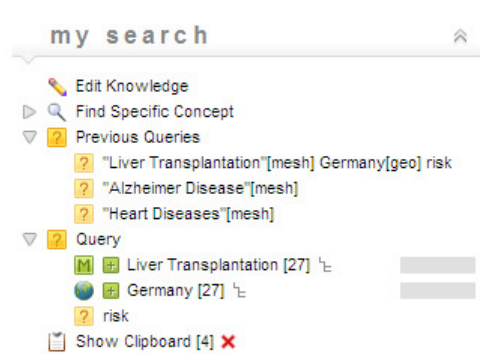 my search
Edit Knowledge
Find Specific Concept
Previous Queries
"Liver Transplantation"[mesh] Germany[geo] risk
"Alzheimer Disease"[mesh]
"Heart Diseases"[mesh]
Query
Liver Transplantation [27]
Germany [27]
risk
Show Clipboard [4]